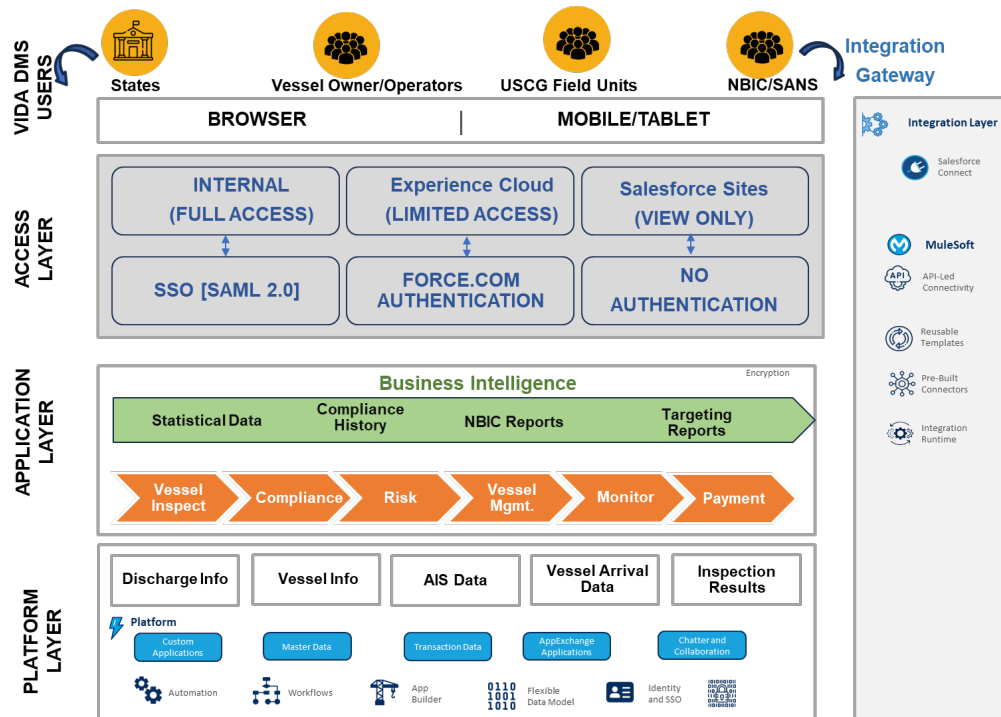 VIDA DMS
USERS
States
Vessel Owner/Operators
USCG Field Units
NBIC/SANS
Integration
Gateway
BROWSER | MOBILE/TABLET
ACCESS
LAYER
INTERNAL
(FULL ACCESS)
Experience Cloud
(LIMITED ACCESS)
Salesforce Sites
(VIEW ONLY)
SSO [SAML 2.0]
FORCE.COM
AUTHENTICATION
NO
AUTHENTICATION
APPLICATION
LAYER
Encryption
Business Intelligence
Statistical Data
Compliance
History
NBIC Reports
Targeting
Reports
Vessel
Inspect
Compliance
Risk
Vessel
Mgmt.
Monitor
Payment
PLATFORM
LAYER
Discharge Info
Vessel Info
AIS Data
Vessel Arrival
Data
Inspection
Results
Platform
Custom
Applications
Master Data
Transaction Data
AppExchange
Applications
Chatter and
Collaboration
Automation
Workflows
App
Builder
0110
1001
1010
Flexible
Data Model
Identity
and SSO
Integration Layer
Salesforce
Connect
MuleSoft
API
API-Led
Connectivity
Reusable
Templates
Pre-Built
Connectors
Integration
Runtime